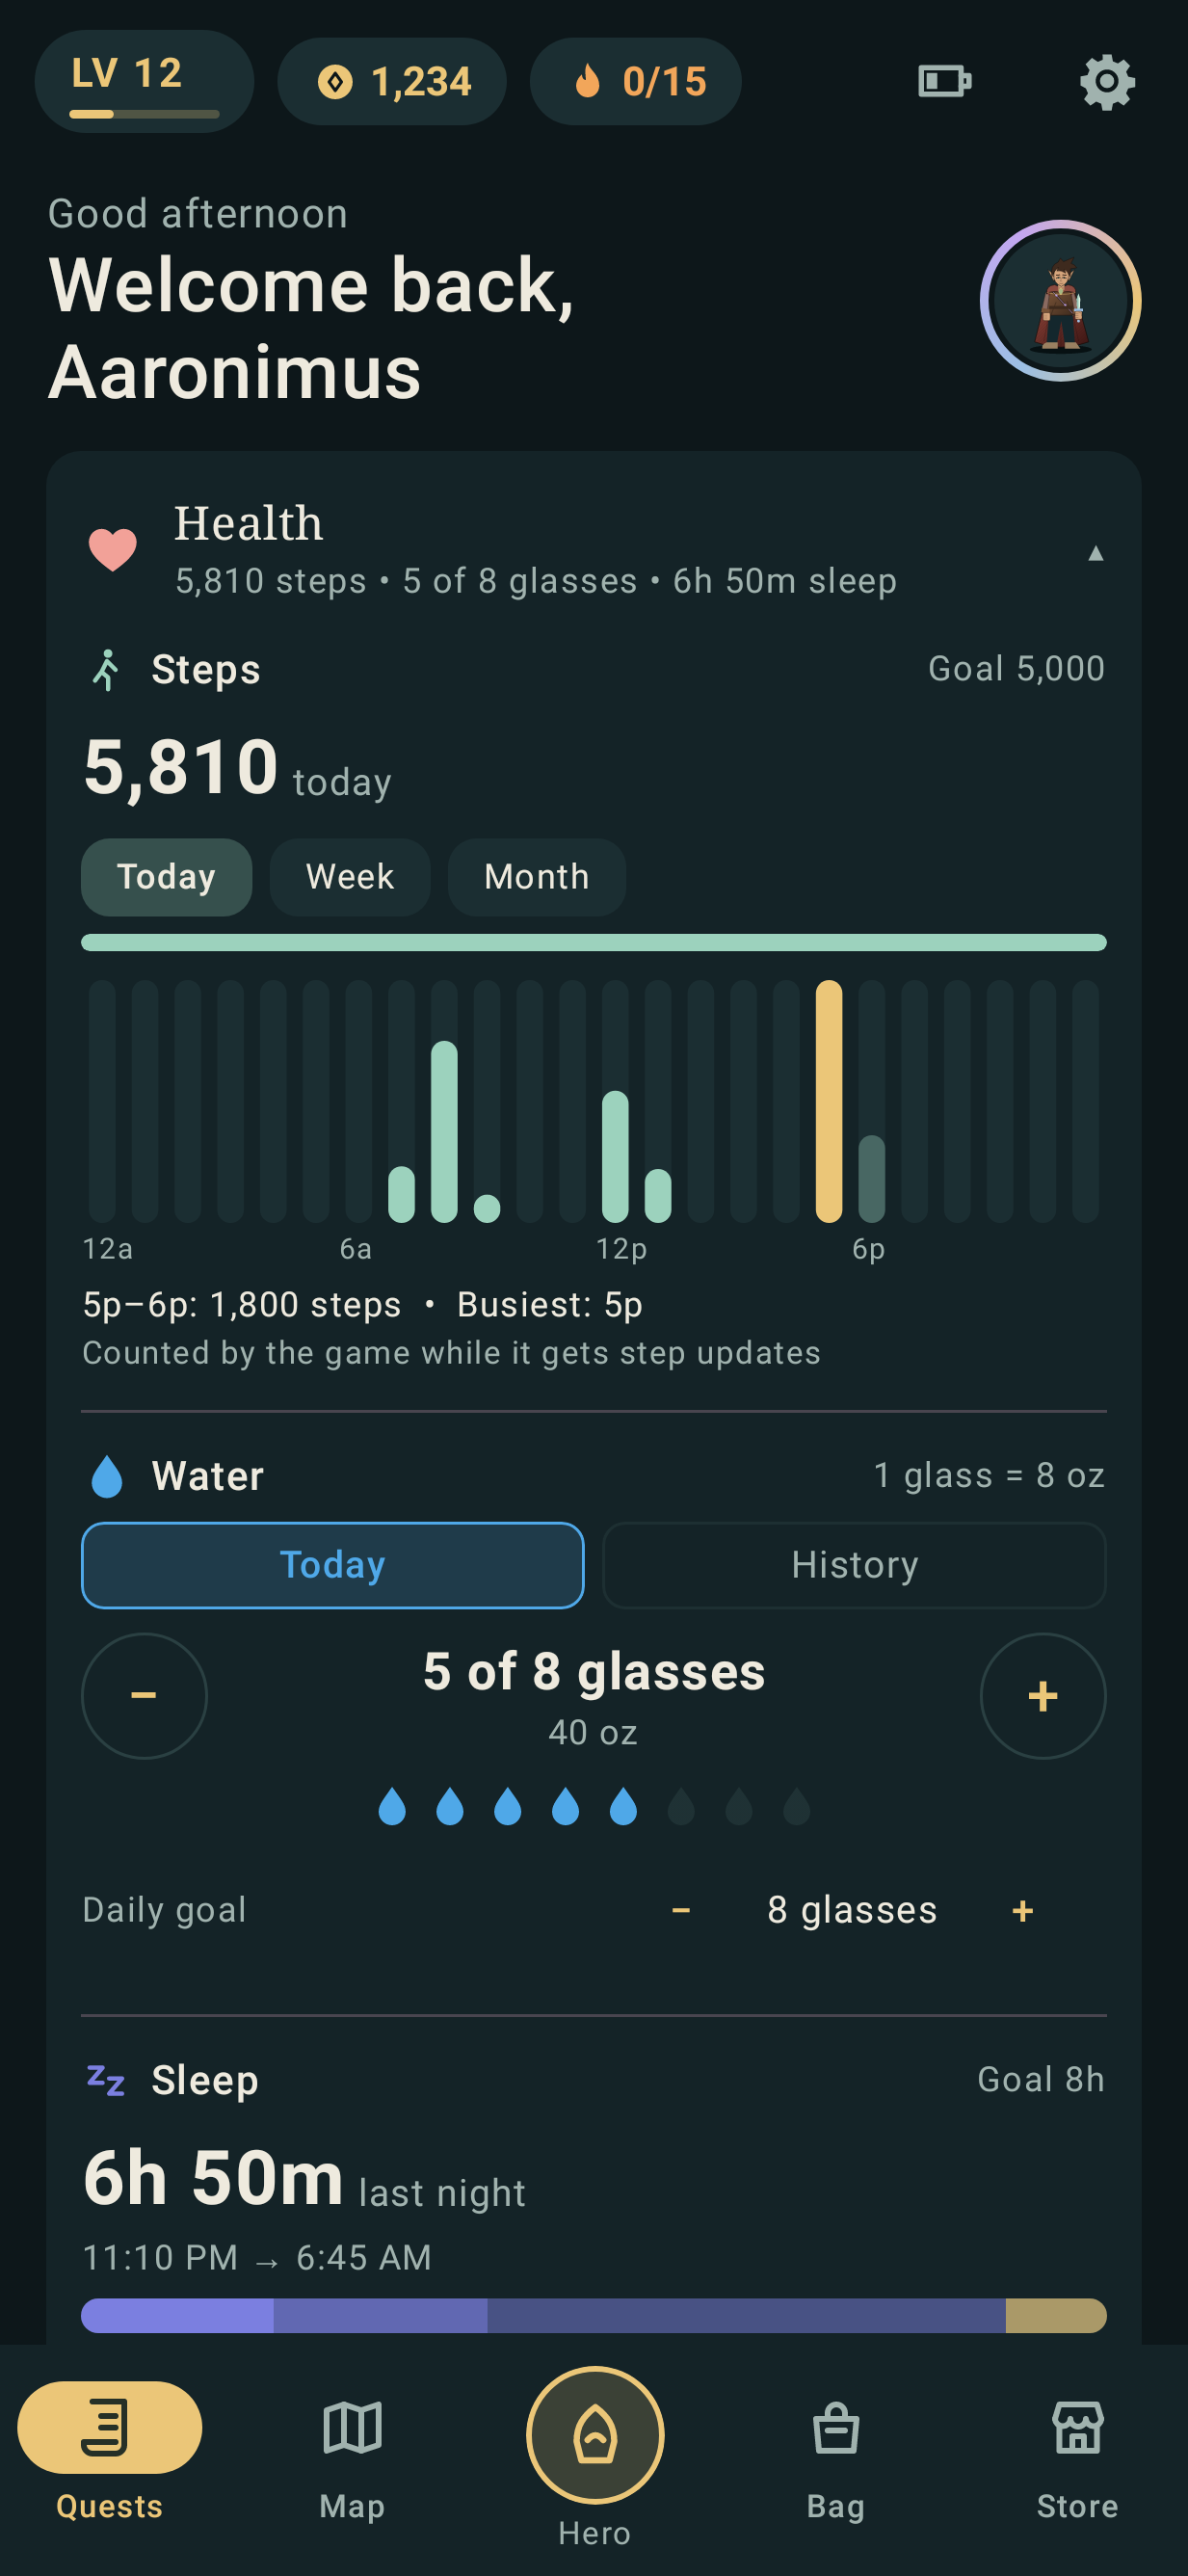 LV 12
1,234
0/15
Good afternoon
Welcome back,
Aaronimus
Health
5,810 steps • 5 of 8 glasses • 6h 50m sleep
▲
Steps
Goal 5,000
5,810 today
Today
Week
Month
12a 6a 12p 6p
5p–6p: 1,800 steps • Busiest: 5p
Counted by the game while it gets step updates
Water
1 glass = 8 oz
Today
History
− 5 of 8 glasses +
40 oz
Daily goal − 8 glasses +
zz Sleep
Goal 8h
6h 50m last night
11:10 PM → 6:45 AM
Quests
Map
Hero
Bag
Store